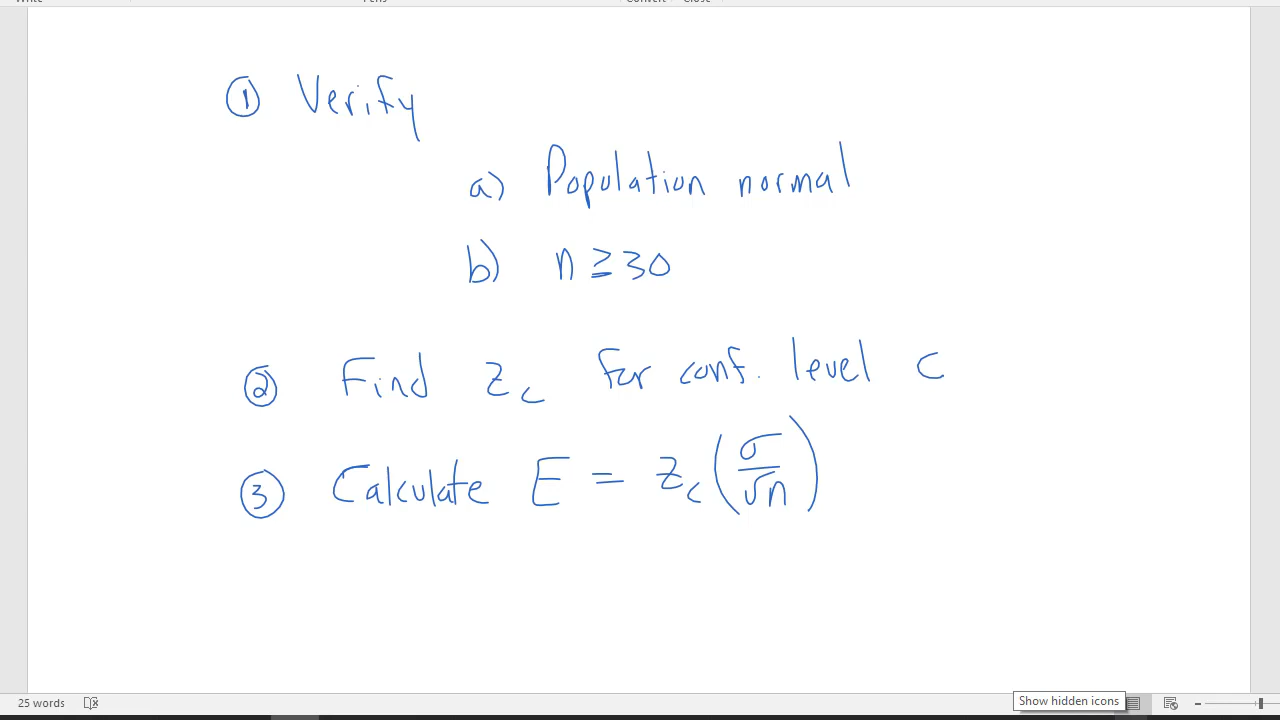 ① Verify
a) Population normal
b) n ≥ 30
② Find z_c for conf. level c
③ Calculate E = z_c (σ/√n)
25 words
Show hidden icons